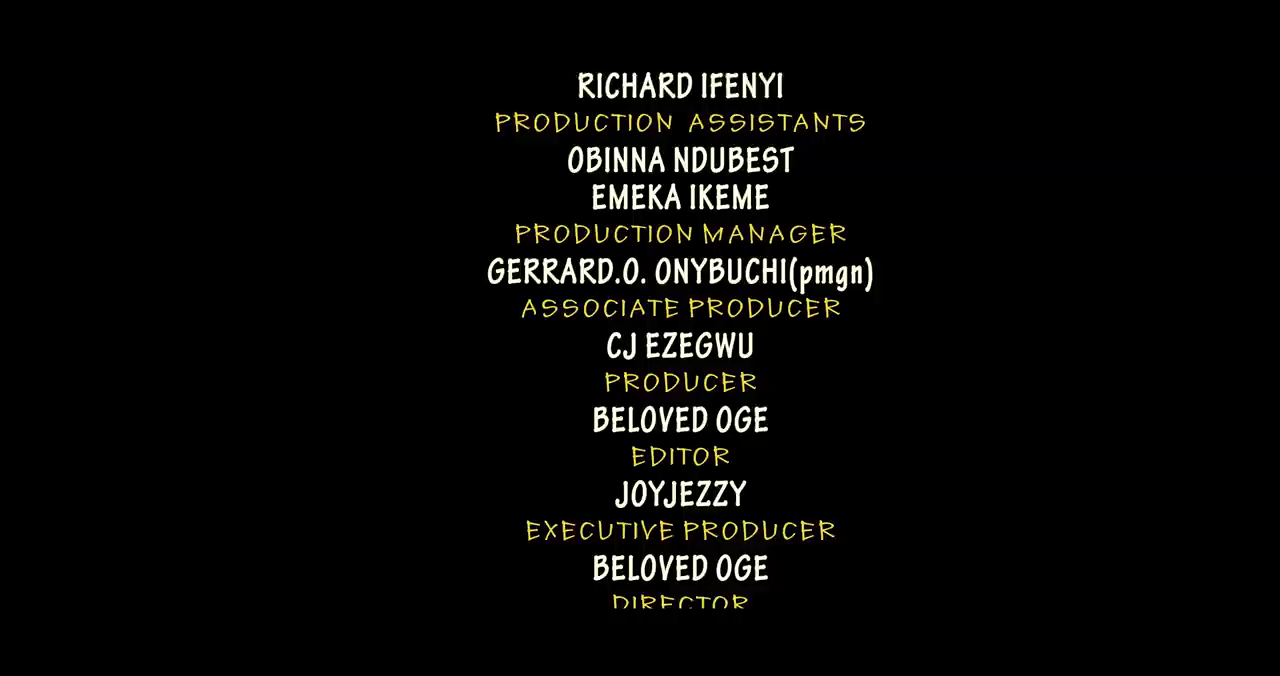 RICHARD IFENYI
PRODUCTION ASSISTANTS
OBINNA NDUBEST
EMEKA IKEME
PRODUCTION MANAGER
GERRARD.O. ONYBUCHI(pmgn)
ASSOCIATE PRODUCER
CJ EZEGWU
PRODUCER
BELOVED OGE
EDITOR
JOYJEZZY
EXECUTIVE PRODUCER
BELOVED OGE
DIRECTOR